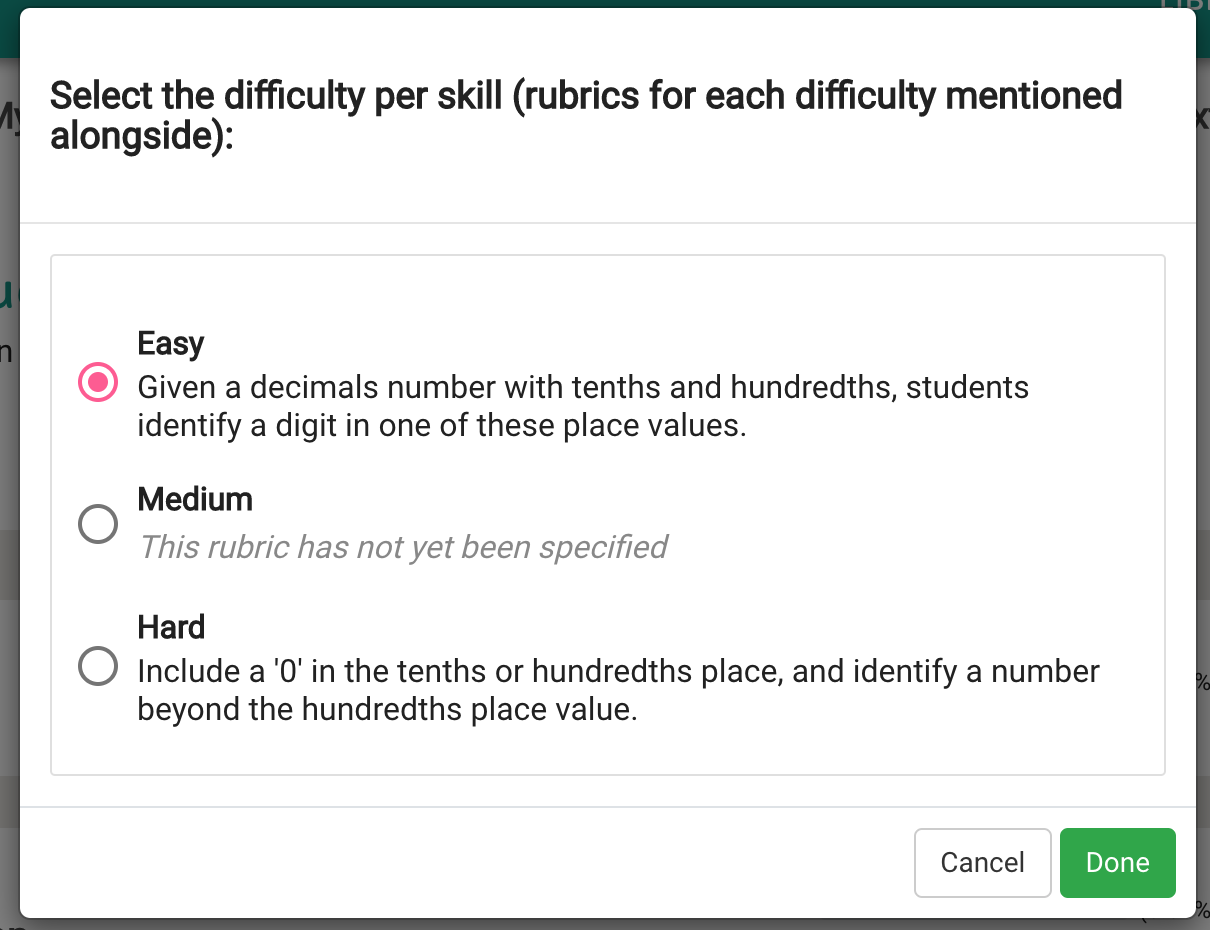 Select the difficulty per skill (rubrics for each difficulty mentioned
alongside):
Easy
Given a decimals number with tenths and hundredths, students
identify a digit in one of these place values.
Medium
This rubric has not yet been specified
Hard
Include a '0' in the tenths or hundredths place, and identify a number
beyond the hundredths place value.
Cancel
Done